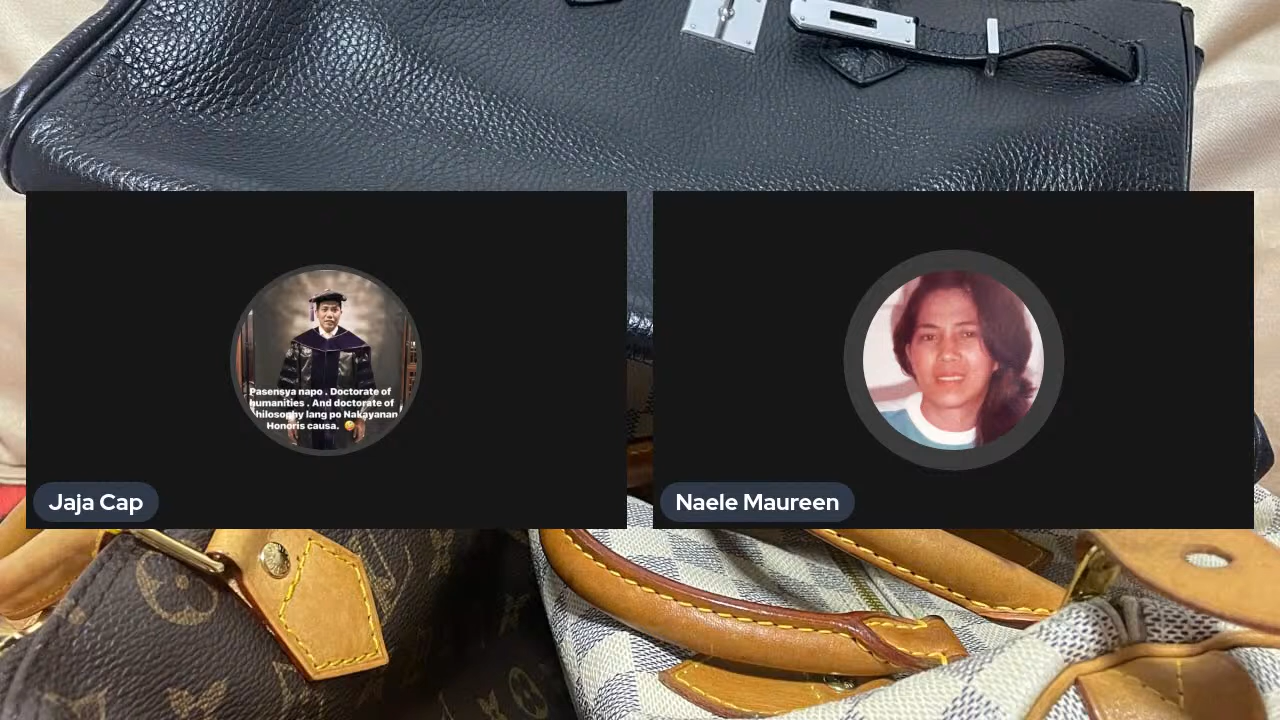 Pasensya napo . Doctorate of
humanities . And doctorate of
hilosophy lang po Nakayanan
Honoris causa. 😅
Jaja Cap
Naele Maureen